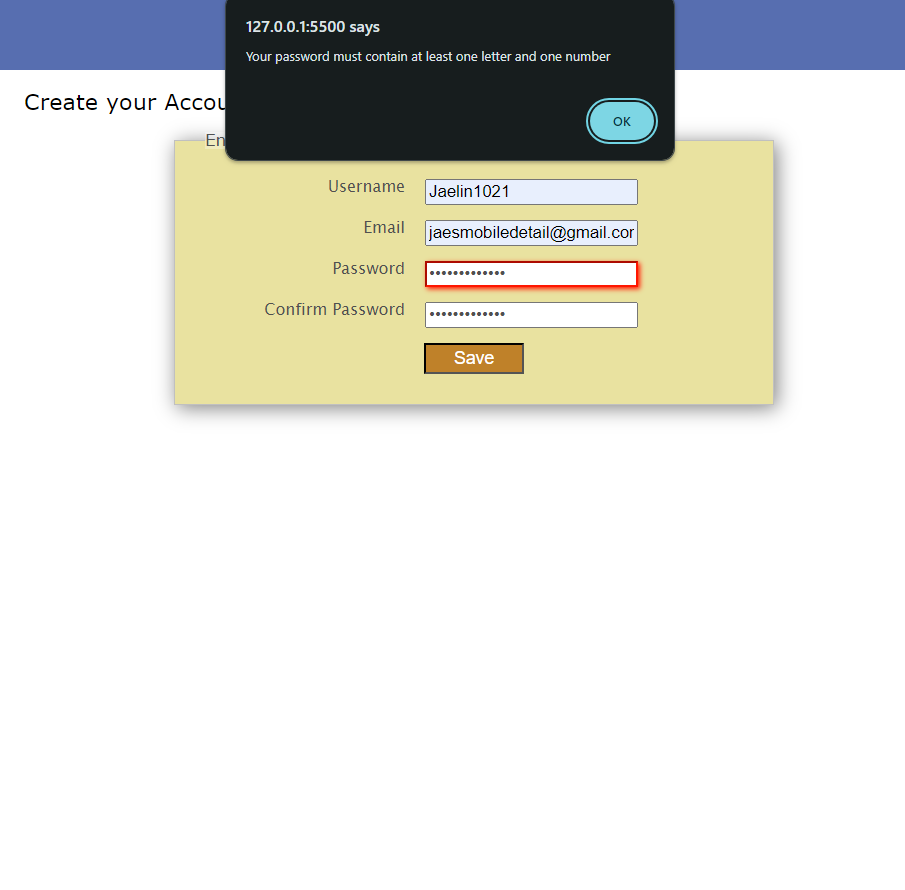 127.0.0.1:5500 says
Your password must contain at least one letter and one number
OK
Create your Accou
En
Username
Jaelin1021
Email
jaesmobiledetail@gmail.cor
Password
•••••••••••••
Confirm Password
•••••••••••••
Save